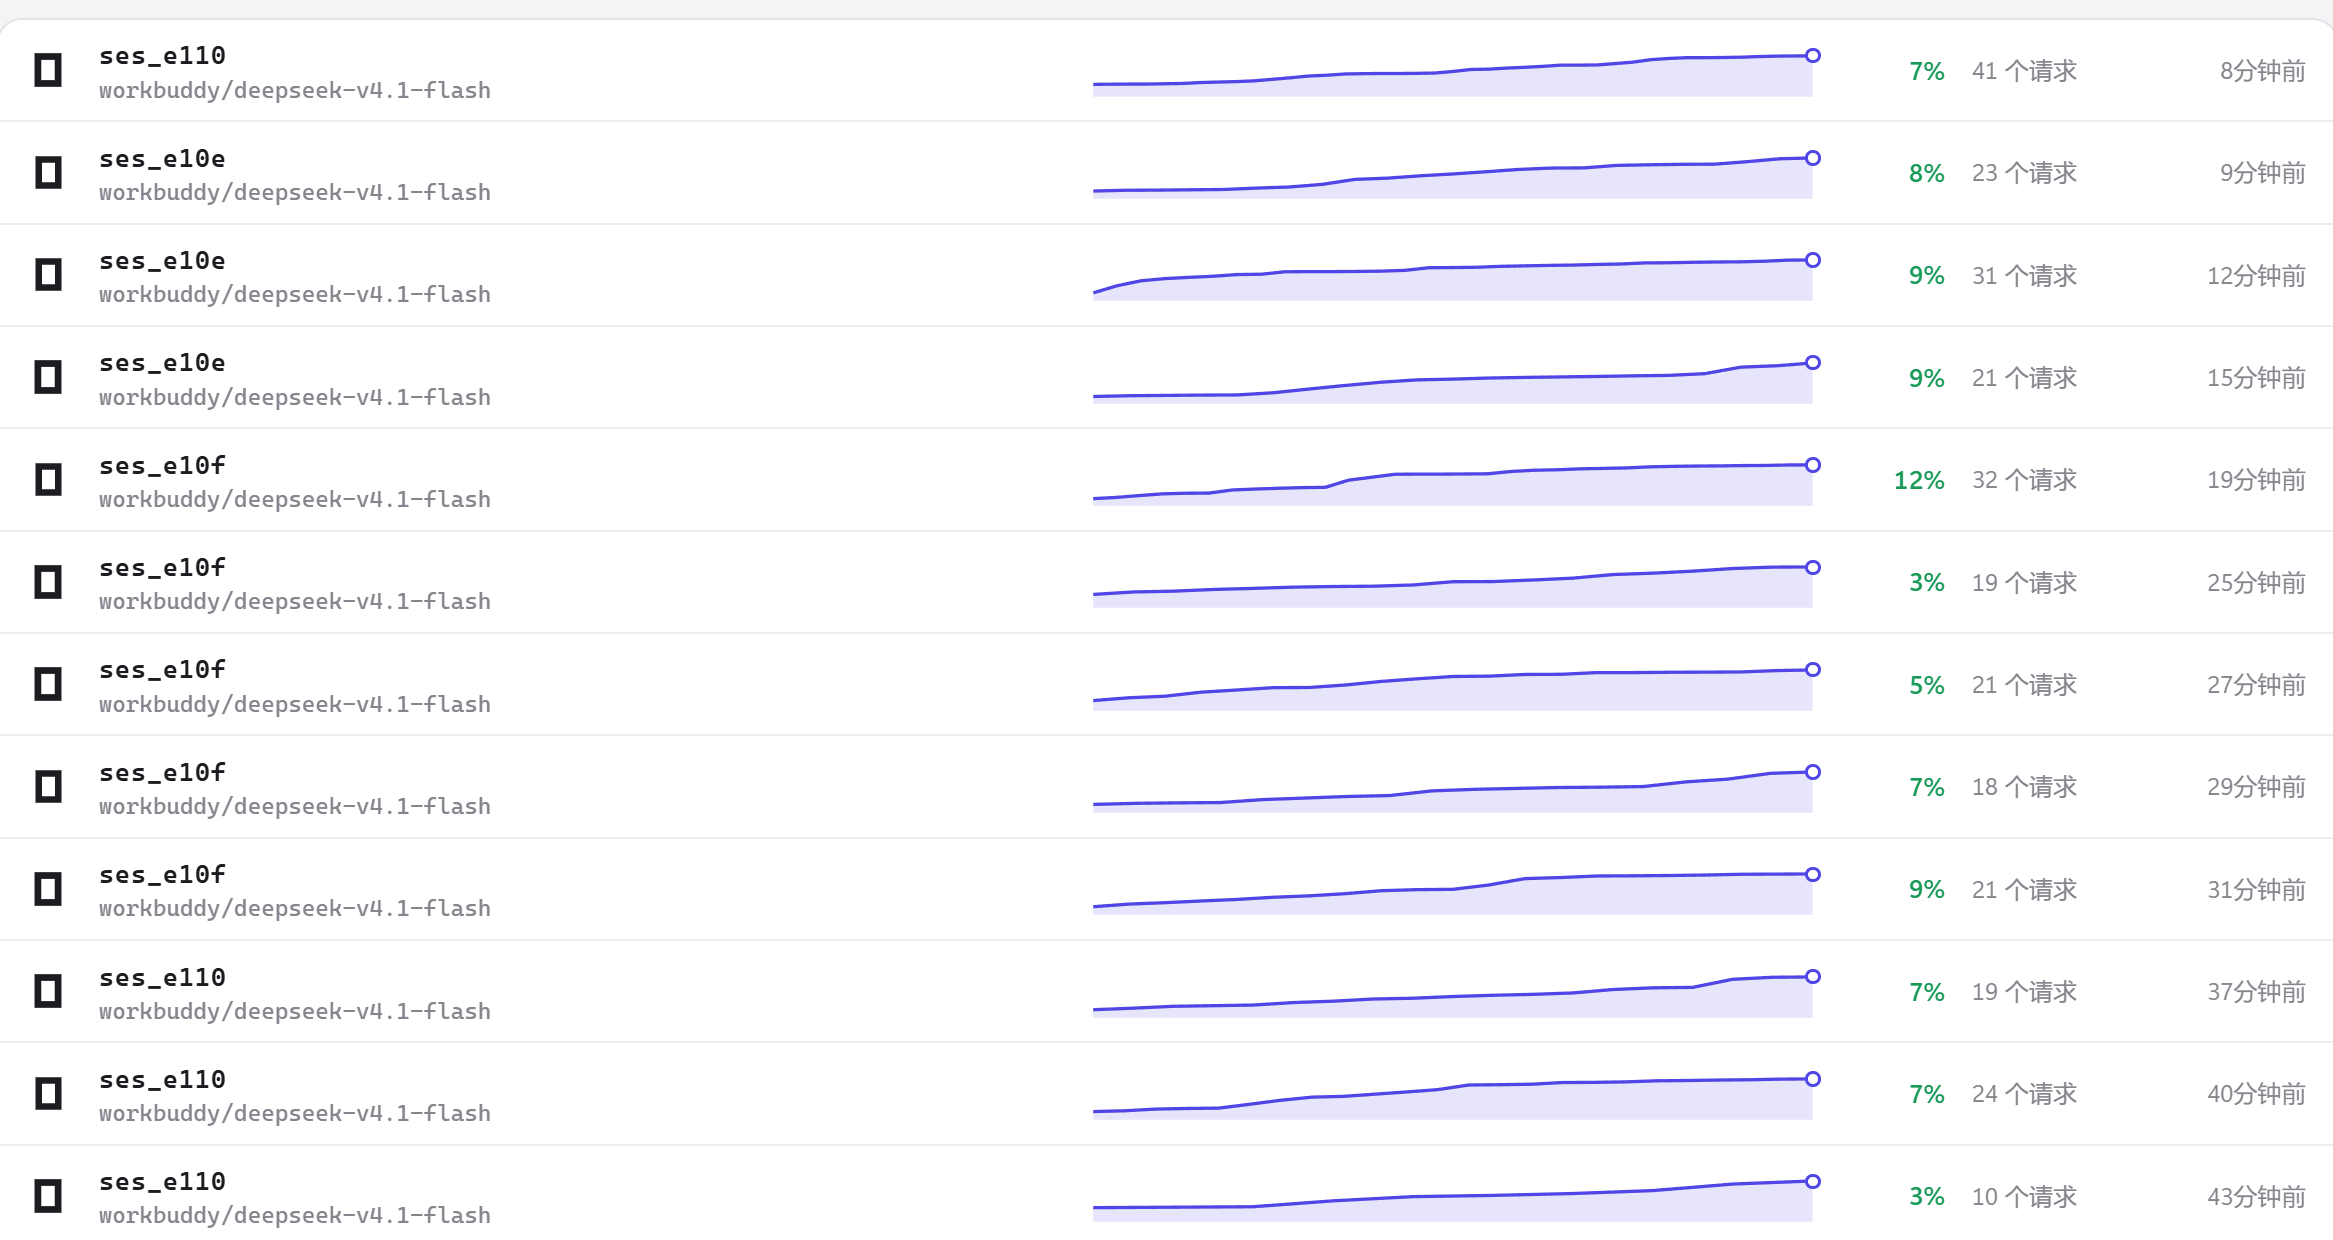 ses_e110
workbuddy/deepseek-v4.1-flash
7% 41 个请求 8分钟前
ses_e10e
workbuddy/deepseek-v4.1-flash
8% 23 个请求 9分钟前
ses_e10e
workbuddy/deepseek-v4.1-flash
9% 31 个请求 12分钟前
ses_e10e
workbuddy/deepseek-v4.1-flash
9% 21 个请求 15分钟前
ses_e10f
workbuddy/deepseek-v4.1-flash
12% 32 个请求 19分钟前
ses_e10f
workbuddy/deepseek-v4.1-flash
3% 19 个请求 25分钟前
ses_e10f
workbuddy/deepseek-v4.1-flash
5% 21 个请求 27分钟前
ses_e10f
workbuddy/deepseek-v4.1-flash
7% 18 个请求 29分钟前
ses_e10f
workbuddy/deepseek-v4.1-flash
9% 21 个请求 31分钟前
ses_e110
workbuddy/deepseek-v4.1-flash
7% 19 个请求 37分钟前
ses_e110
workbuddy/deepseek-v4.1-flash
7% 24 个请求 40分钟前
ses_e110
workbuddy/deepseek-v4.1-flash
3% 10 个请求 43分钟前